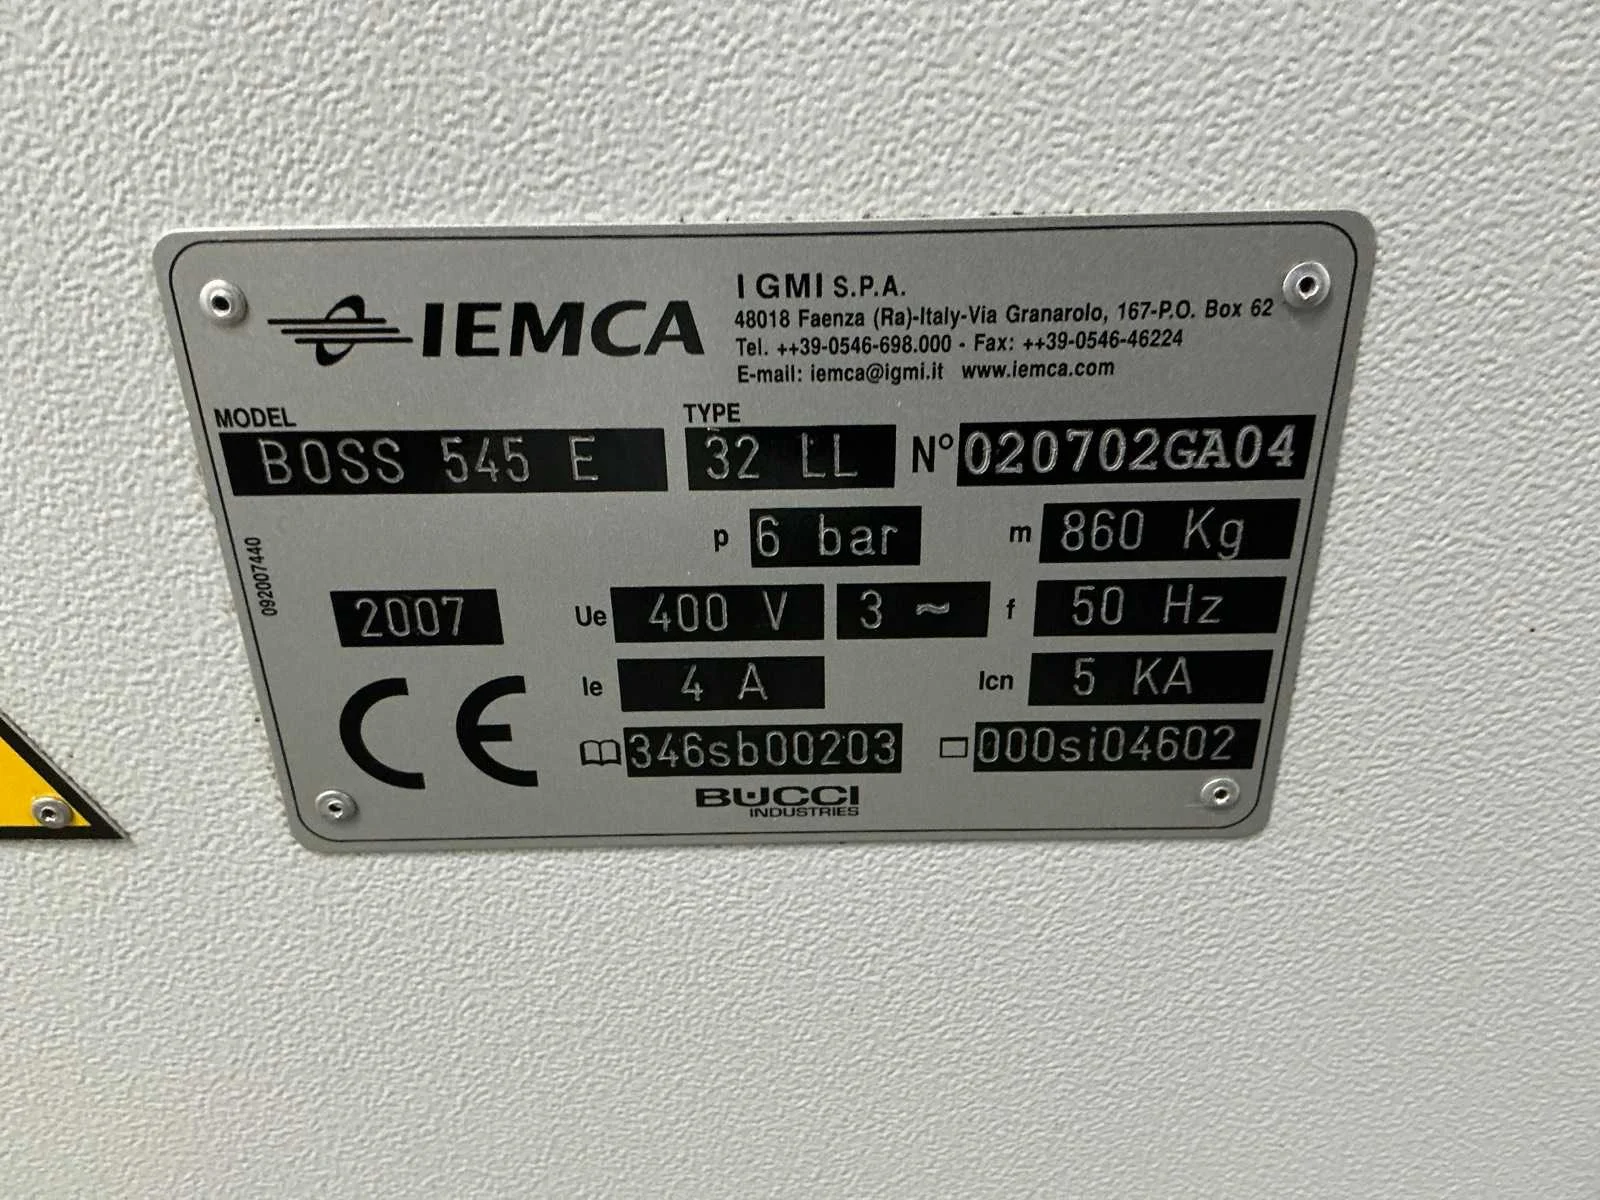 IEMCA
I GMI S.P.A.
48018 Faenza (Ra)-Italy-Via Granarolo, 167-P.O. Box 62
Tel. ++39-0546-698.000 - Fax: ++39-0546-46224
E-mail: iemca@igmi.it www.iemca.com
MODEL TYPE
BOSS 545 E 32 LL N° 020702GA04
p 6 bar m 860 Kg
092007440
2007 Ue 400 V 3 ~ f 50 Hz
CE Ie 4 A Icn 5 KA
346sb00203 000si04602
BUCCI
INDUSTRIES